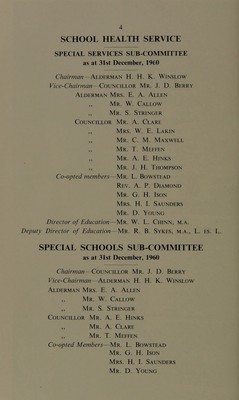 4
SCHOOL HEALTH SERVICE
SPECIAL SERVICES SUB-COMMITTEE
as at 31st December, 1960
Chairman—ALDERMAN H. H. K. WINSLOW
Vice-Chairman—COUNCILLOR MR. J. D. BERRY
ALDERMAN MRS. E. A. ALLEN
,, MR. W. CALLOW
,, MR. S. STRINGER
COUNCILLOR MR. A. CLARE
,, MRS. W. E. LAKIN
,, MR. C. M. MAXWELL
,, MR. T. MEFFEN
,, MR. A. E. HINKS
,, MR. J. H. THOMPSON
Co-opted members—MR. L. BOWSTEAD
REV. A. P. DIAMOND
MR. G. H. ISON
MRS. H. I. SAUNDERS
MR. D. YOUNG
Director of Education—MR. W. L. CHINN, M.A.
Deputy Director of Education—MR. R. B. SYKES, M.A., L. ES. L.
SPECIAL SCHOOLS SUB-COMMITTEE
as at 31st December, 1960
Chairman—COUNCILLOR MR. J. D. BERRY
Vice-Chairman—ALDERMAN H. H. K. WINSLOW
ALDERMAN MRS. E. A. ALLEN
,, MR. W. CALLOW
,, MR. S. STRINGER
COUNCILLOR MR. A. E. HINKS
,, MR. A. CLARE
,, MR. T. MEFFEN
Co-opted Members—MR. L. BOWSTEAD
MR. G. H. ISON
MRS. H. I. SAUNDERS
MR. D. YOUNG